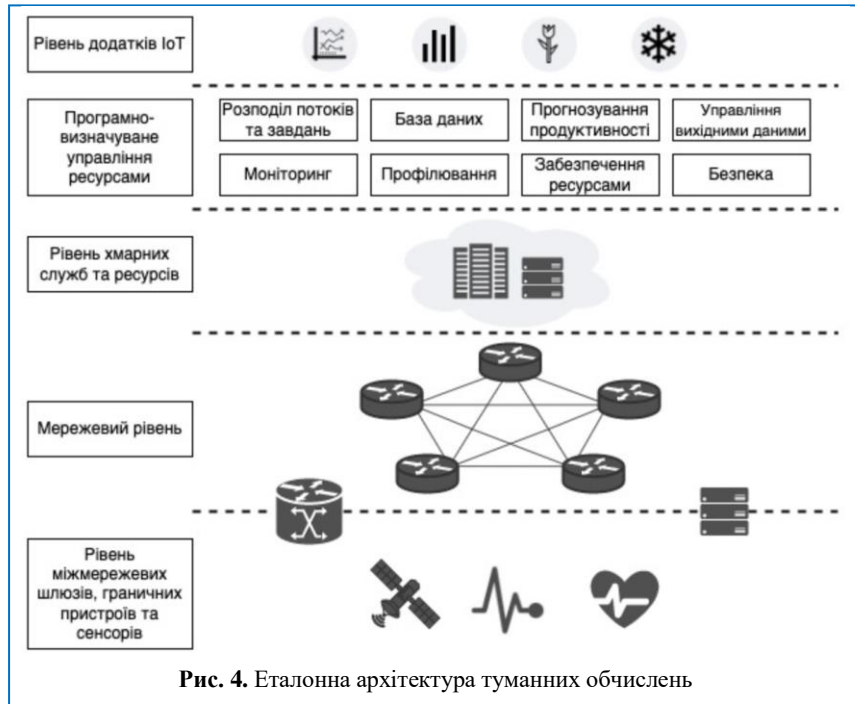 Рівень додатків IoT
Програмно-
визначуване
управління
ресурсами
Розподіл потоків
та завдань
База даних
Прогнозування
продуктивності
Управління
вихідними даними
Моніторинг
Профілювання
Забезпечення
ресурсами
Безпека
Рівень хмарних
служб та ресурсів
Мережевий рівень
Рівень
міжмережевих
шлюзів, граничних
пристроїв та
сенсорів
Рис. 4. Еталонна архітектура туманних обчислень